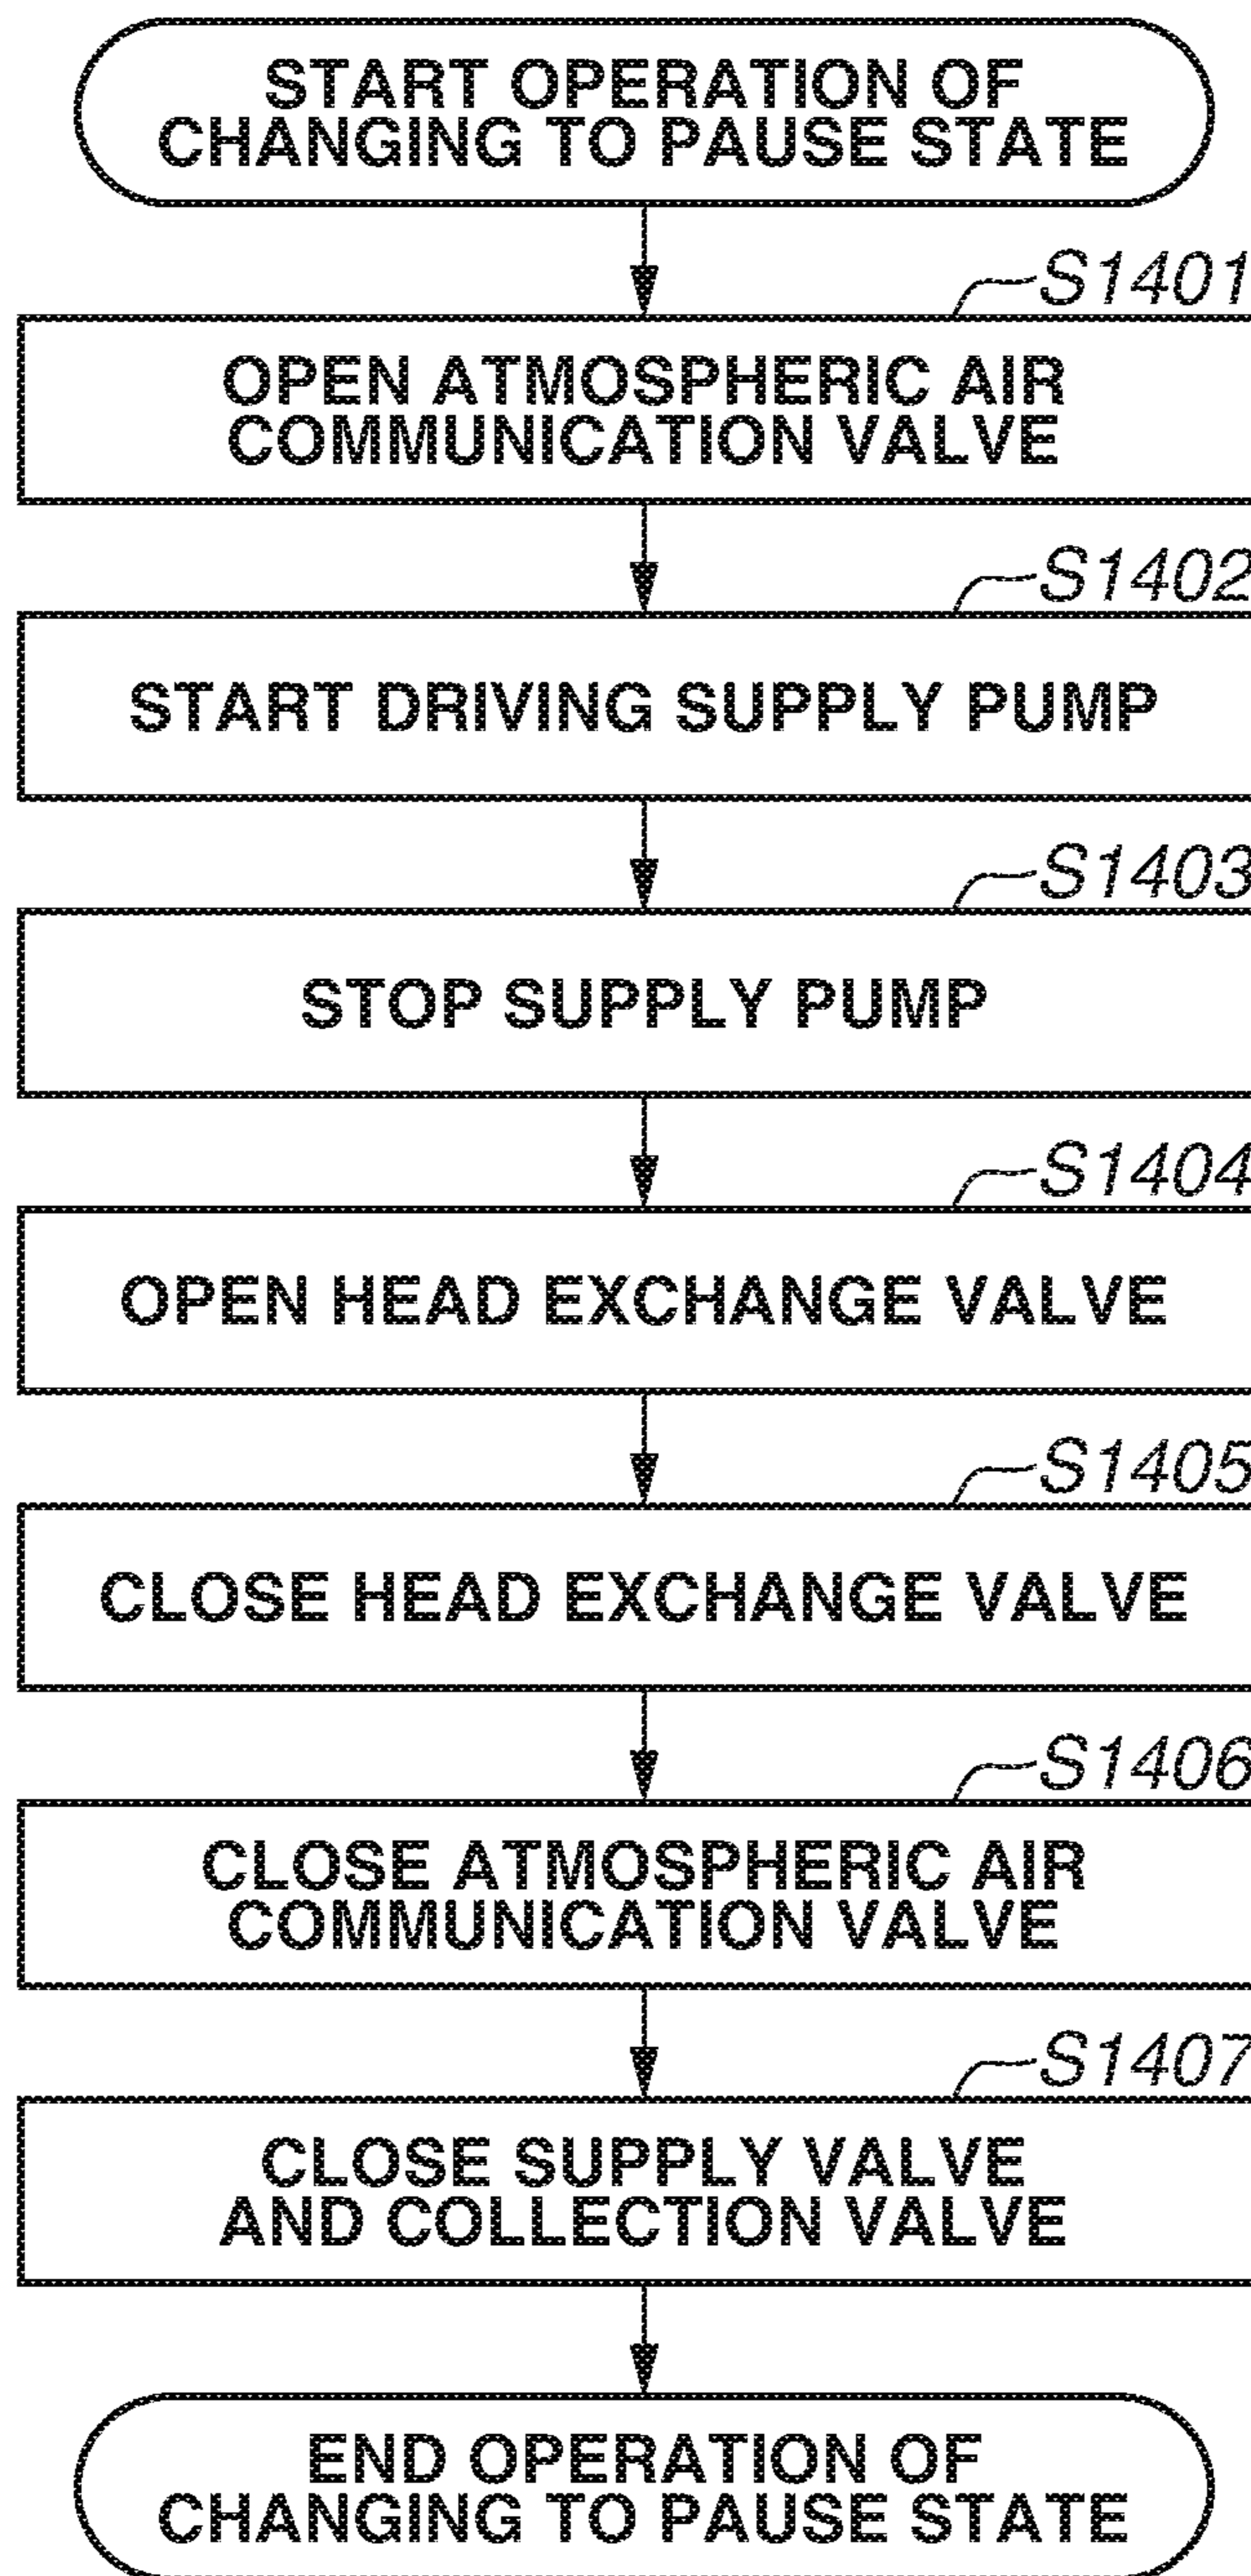 START OPERATION OF
CHANGING TO PAUSE STATE
S1401
OPEN ATMOSPHERIC AIR
COMMUNICATION VALVE
S1402
START DRIVING SUPPLY PUMP
S1403
STOP SUPPLY PUMP
S1404
OPEN HEAD EXCHANGE VALVE
S1405
CLOSE HEAD EXCHANGE VALVE
S1406
CLOSE ATMOSPHERIC AIR
COMMUNICATION VALVE
S1407
CLOSE SUPPLY VALVE
AND COLLECTION VALVE
END OPERATION OF
CHANGING TO PAUSE STATE